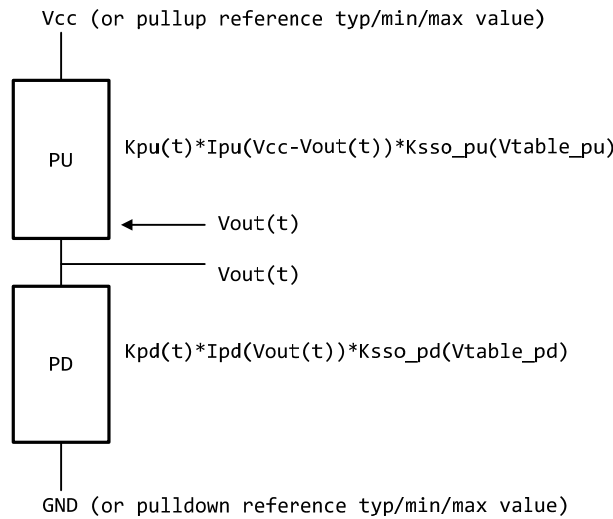 Vcc (or pullup reference typ/min/max value)
PU
Kpu(t)*Ipu(Vcc-Vout(t))*Ksso_pu(Vtable_pu)
Vout(t)
Vout(t)
PD
Kpd(t)*Ipd(Vout(t))*Ksso_pd(Vtable_pd)
GND (or pulldown reference typ/min/max value)